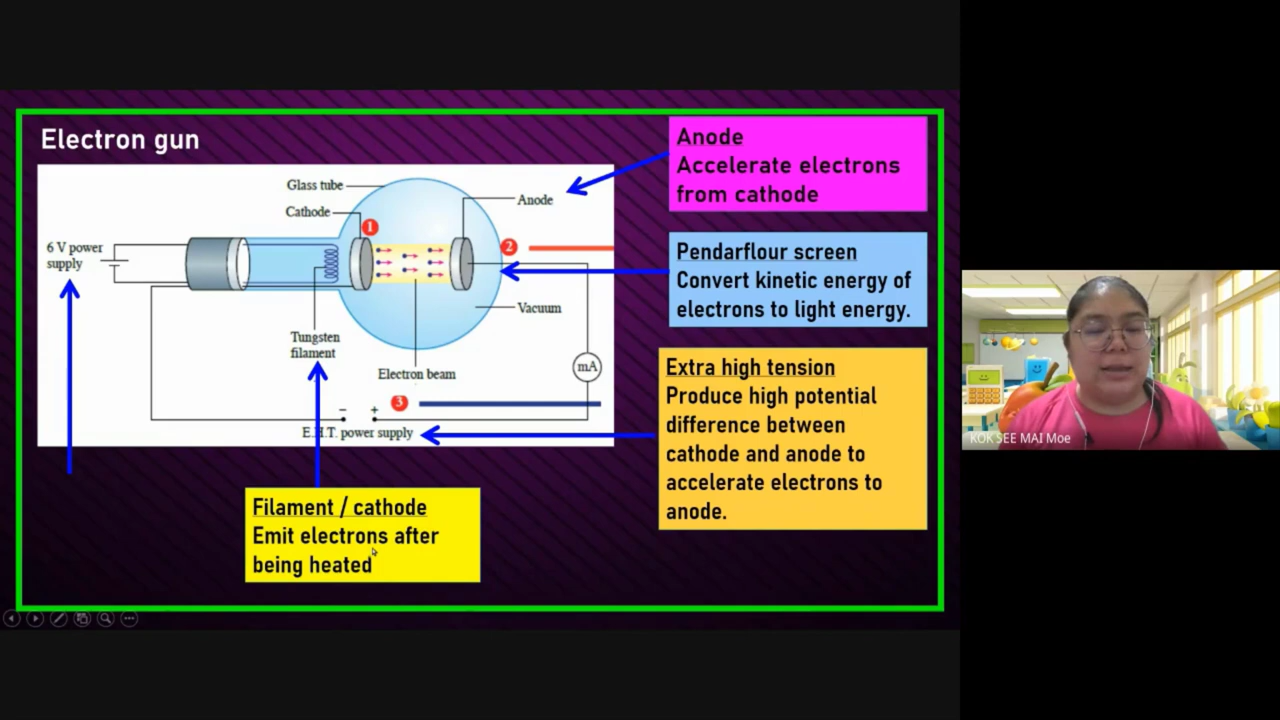 Electron gun
Glass tube
Cathode
1
6 V power
supply
Anode
2
Vacuum
Tungsten
filament
Electron beam
mA
3
− +
E.H.T. power supply
Anode
Accelerate electrons
from cathode
Pendarflour screen
Convert kinetic energy of
electrons to light energy.
Extra high tension
Produce high potential
difference between
cathode and anode to
accelerate electrons to
anode.
Filament / cathode
Emit electrons after
being heated
KOK SEE MAI Moe